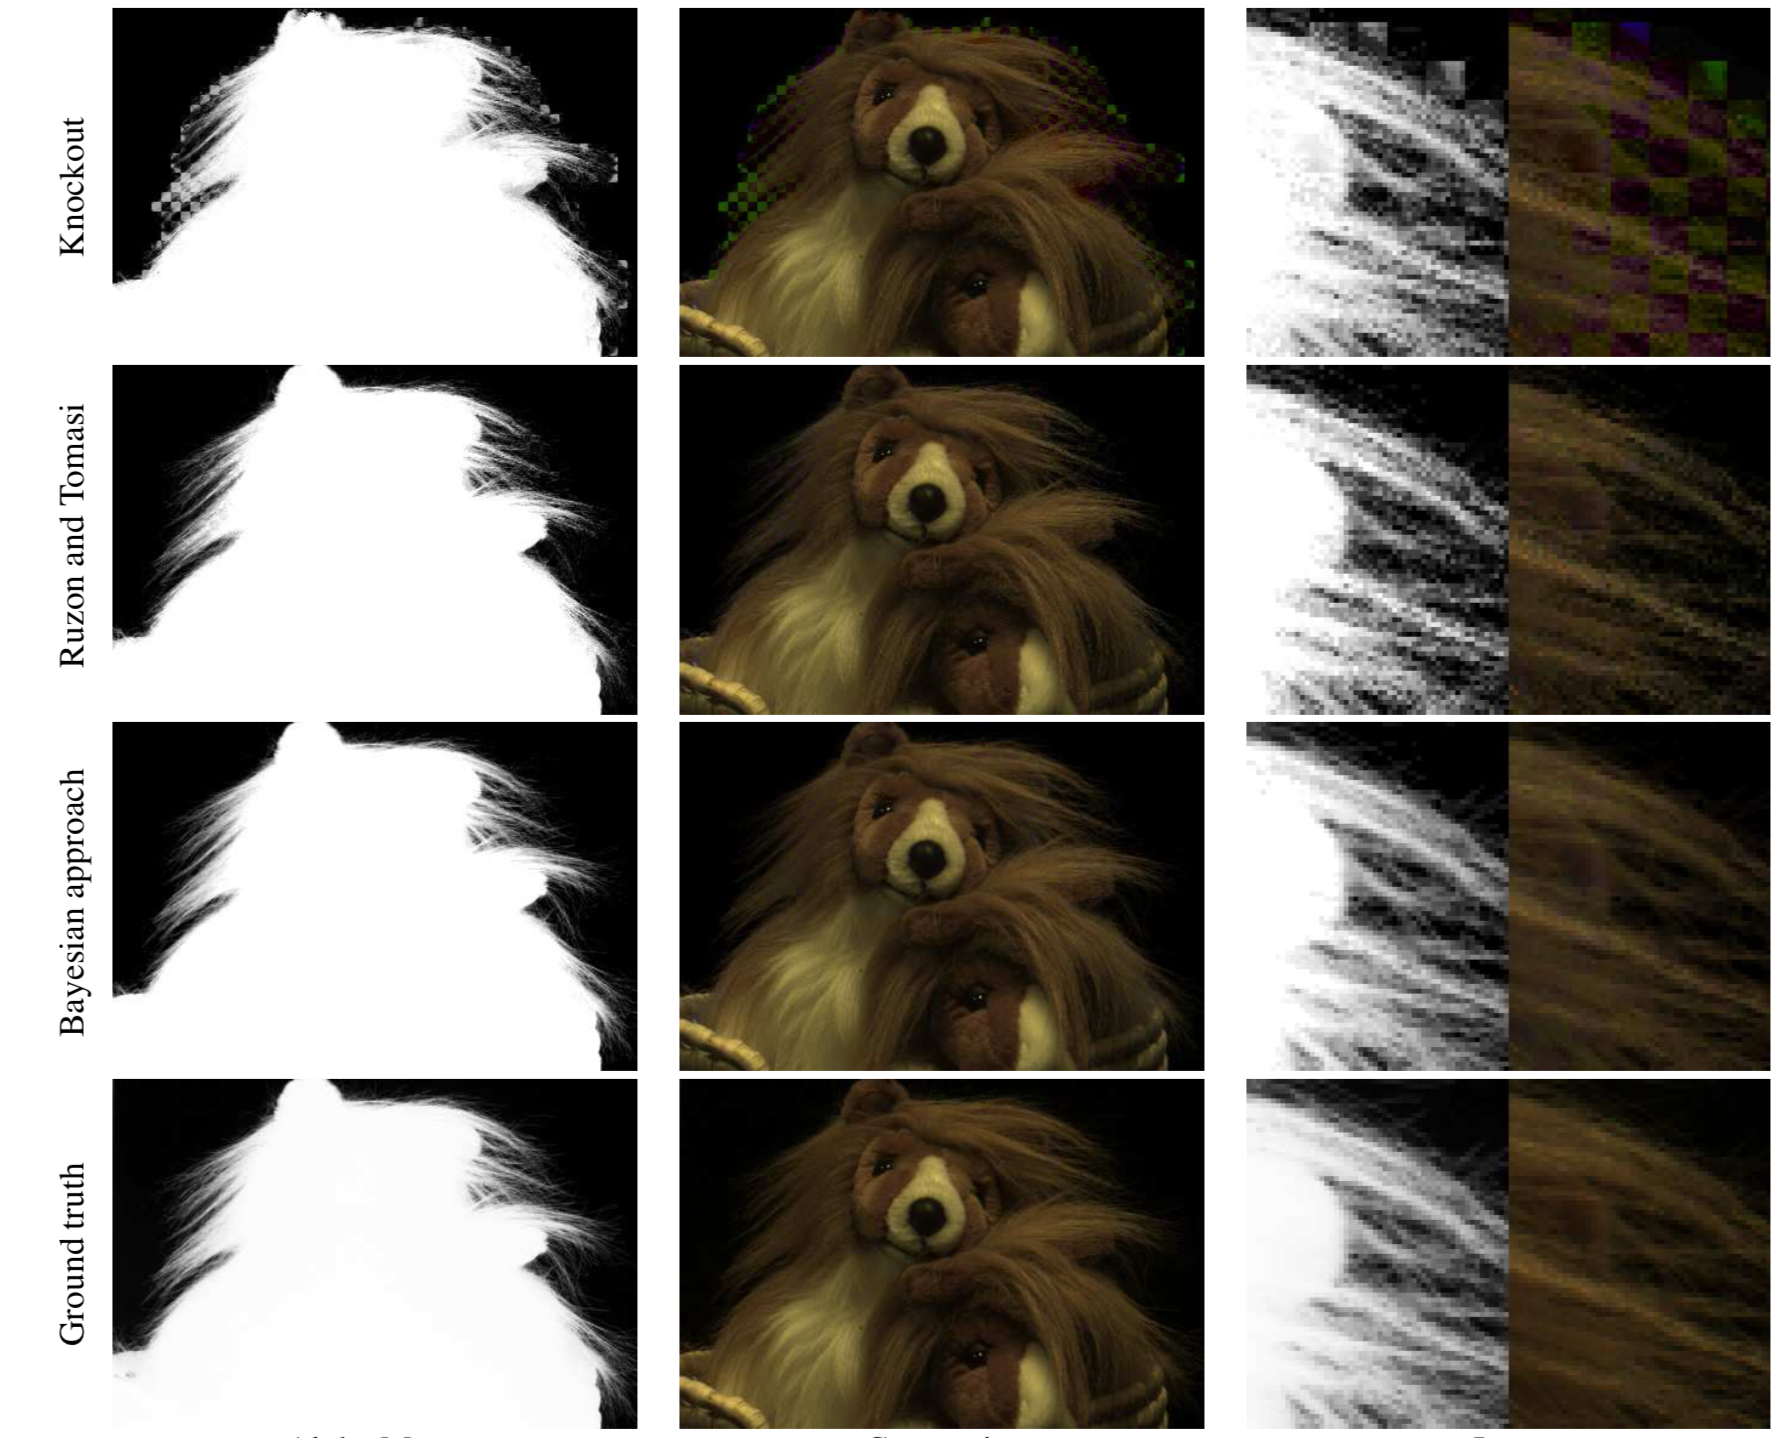 Knockout
Ruzon and Tomasi
Bayesian approach
Ground truth